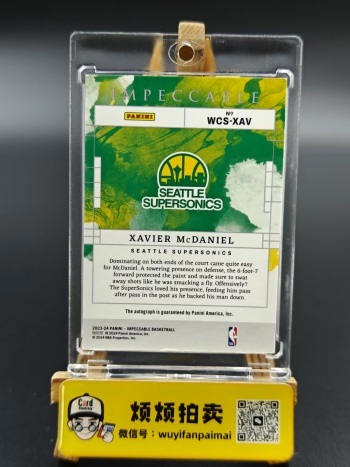 IMPECCABLE
PANINI
Nº
WCS-XAV
SEATTLE
SUPERSONICS
XAVIER McDANIEL
SEATTLE SUPERSONICS
Dominating on both ends of the court came quite easy
for McDaniel. A towering presence on defense, the 6-foot-7
forward protected the paint and made sure to swat
away shots like he was smacking a fly. Offensively?
The SuperSonics loved his presence, feeding him pass
after pass in the post as he backed his man down.
The autograph is guaranteed by Panini America, Inc.
2023-24 PANINI - IMPECCABLE BASKETBALL
© 2024 Panini America, Inc.
© 2024 NBA Properties, Inc.
NBA
Card
烦烦拍卖
微信号：wuyifanpaimai